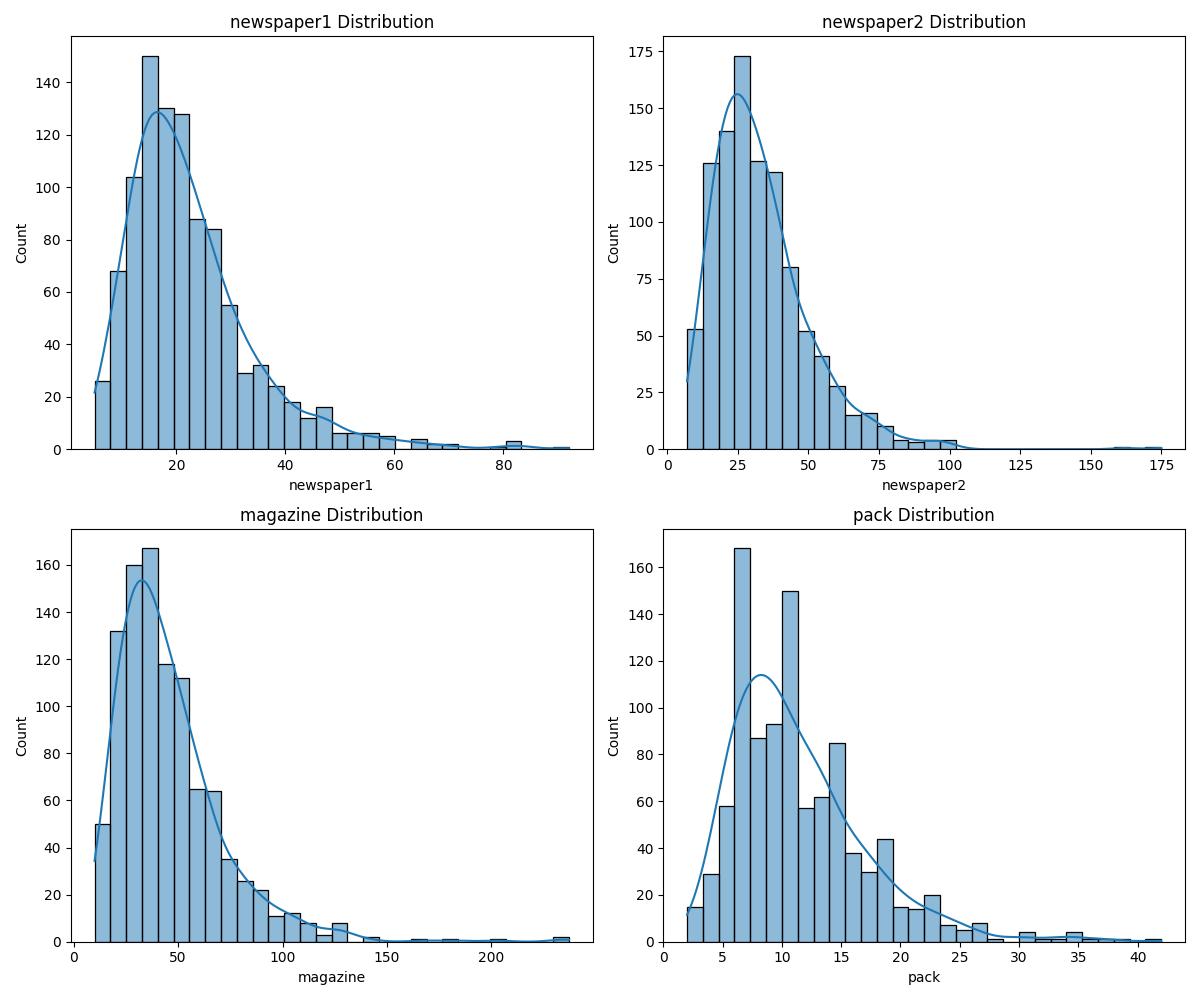 newspaper1 Distribution
140
120
100
80
60
40
20
0
Count
20 40 60 80
newspaper1
newspaper2 Distribution
175
150
125
100
75
50
25
0
Count
0 25 50 75 100 125 150 175
newspaper2
magazine Distribution
160
140
120
100
80
60
40
20
0
Count
0 50 100 150 200
magazine
pack Distribution
160
140
120
100
80
60
40
20
0
Count
0 5 10 15 20 25 30 35 40
pack